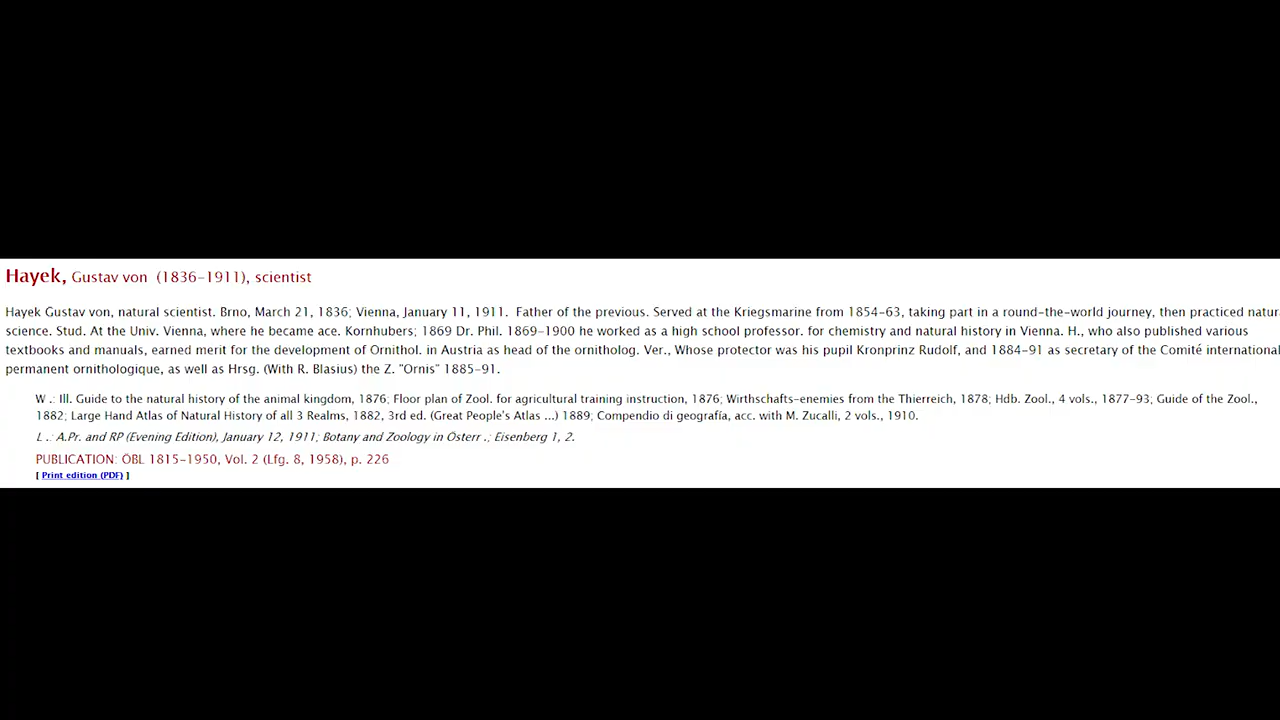 Hayek, Gustav von (1836-1911), scientist
Hayek Gustav von, natural scientist. Brno, March 21, 1836; Vienna, January 11, 1911. Father of the previous. Served at the Kriegsmarine from 1854-63, taking part in a round-the-world journey, then practiced natur
science. Stud. At the Univ. Vienna, where he became ace. Kornhubers; 1869 Dr. Phil. 1869-1900 he worked as a high school professor. for chemistry and natural history in Vienna. H., who also published various
textbooks and manuals, earned merit for the development of Ornithol. in Austria as head of the ornitholog. Ver., Whose protector was his pupil Kronprinz Rudolf, and 1884-91 as secretary of the Comité international
permanent ornithologique, as well as Hrsg. (With R. Blasius) the Z. "Ornis" 1885-91.
W .: Ill. Guide to the natural history of the animal kingdom, 1876; Floor plan of Zool. for agricultural training instruction, 1876; Wirthschafts-enemies from the Thierreich, 1878; Hdb. Zool., 4 vols., 1877-93; Guide of the Zool.,
1882; Large Hand Atlas of Natural History of all 3 Realms, 1882, 3rd ed. (Great People's Atlas ...) 1889; Compendio di geografía, acc. with M. Zucalli, 2 vols., 1910.
L .: A.Pr. and RP (Evening Edition), January 12, 1911; Botany and Zoology in Österr .; Eisenberg 1, 2.
PUBLICATION: ÖBL 1815-1950, Vol. 2 (Lfg. 8, 1958), p. 226
[ Print edition (PDF) ]